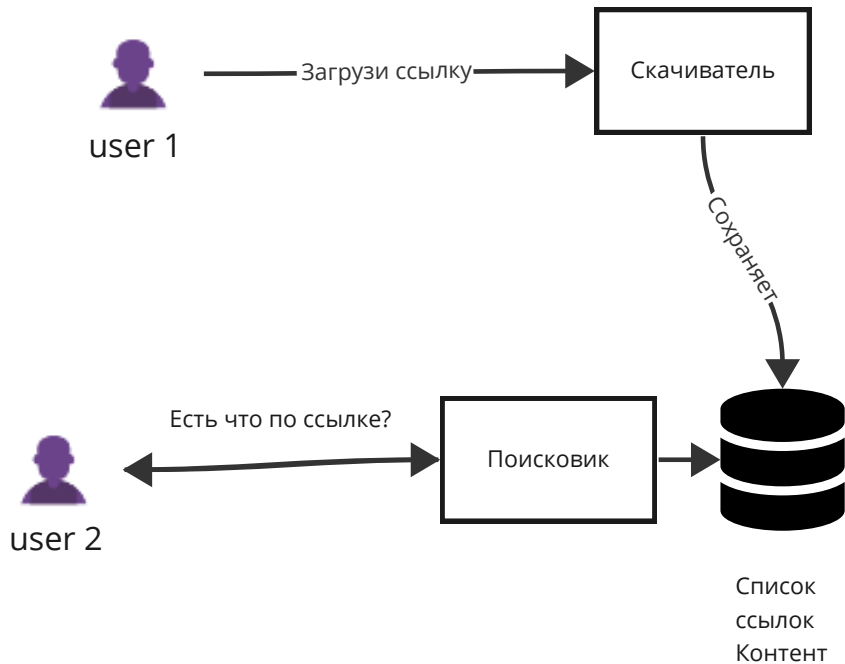 Загрузи ссылку
Скачиватель
user 1
Сохраняет
Есть что по ссылке?
Поисковик
user 2
Список
ссылок
Контент